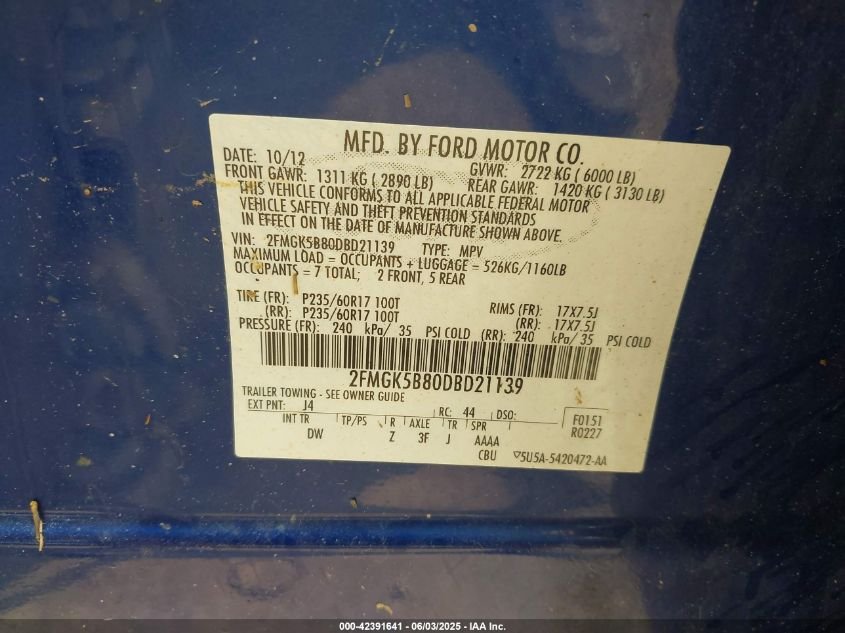 MFD. BY FORD MOTOR CO.
DATE: 10/12 GVWR: 2722 KG ( 6000 LB)
FRONT GAWR: 1311 KG ( 2890 LB) REAR GAWR: 1420 KG ( 3130 LB)
THIS VEHICLE CONFORMS TO ALL APPLICABLE FEDERAL MOTOR
VEHICLE SAFETY AND THEFT PREVENTION STANDARDS
IN EFFECT ON THE DATE OF MANUFACTURE SHOWN ABOVE.
VIN: 2FMGK5B80DBD21139 TYPE: MPV
MAXIMUM LOAD = OCCUPANTS + LUGGAGE = 526KG/1160LB
OCCUPANTS = 7 TOTAL; 2 FRONT, 5 REAR
TIRE (FR): P235/60R17 100T RIMS (FR): 17X7.5J
(RR): P235/60R17 100T (RR): 17X7.5J
PRESSURE (FR): 240 kPa/ 35 PSI COLD (RR): 240 kPa/ 35 PSI COLD
2FMGK5B80DBD21139
TRAILER TOWING - SEE OWNER GUIDE
EXT PNT: J4 RC: 44 DSO: F0151
INT TR TP/PS R AXLE TR SPR R0227
DW Z 3F J AAAA
CBU ▽5U5A-5420472-AA
000-42391641 - 06/03/2025 - IAA Inc.